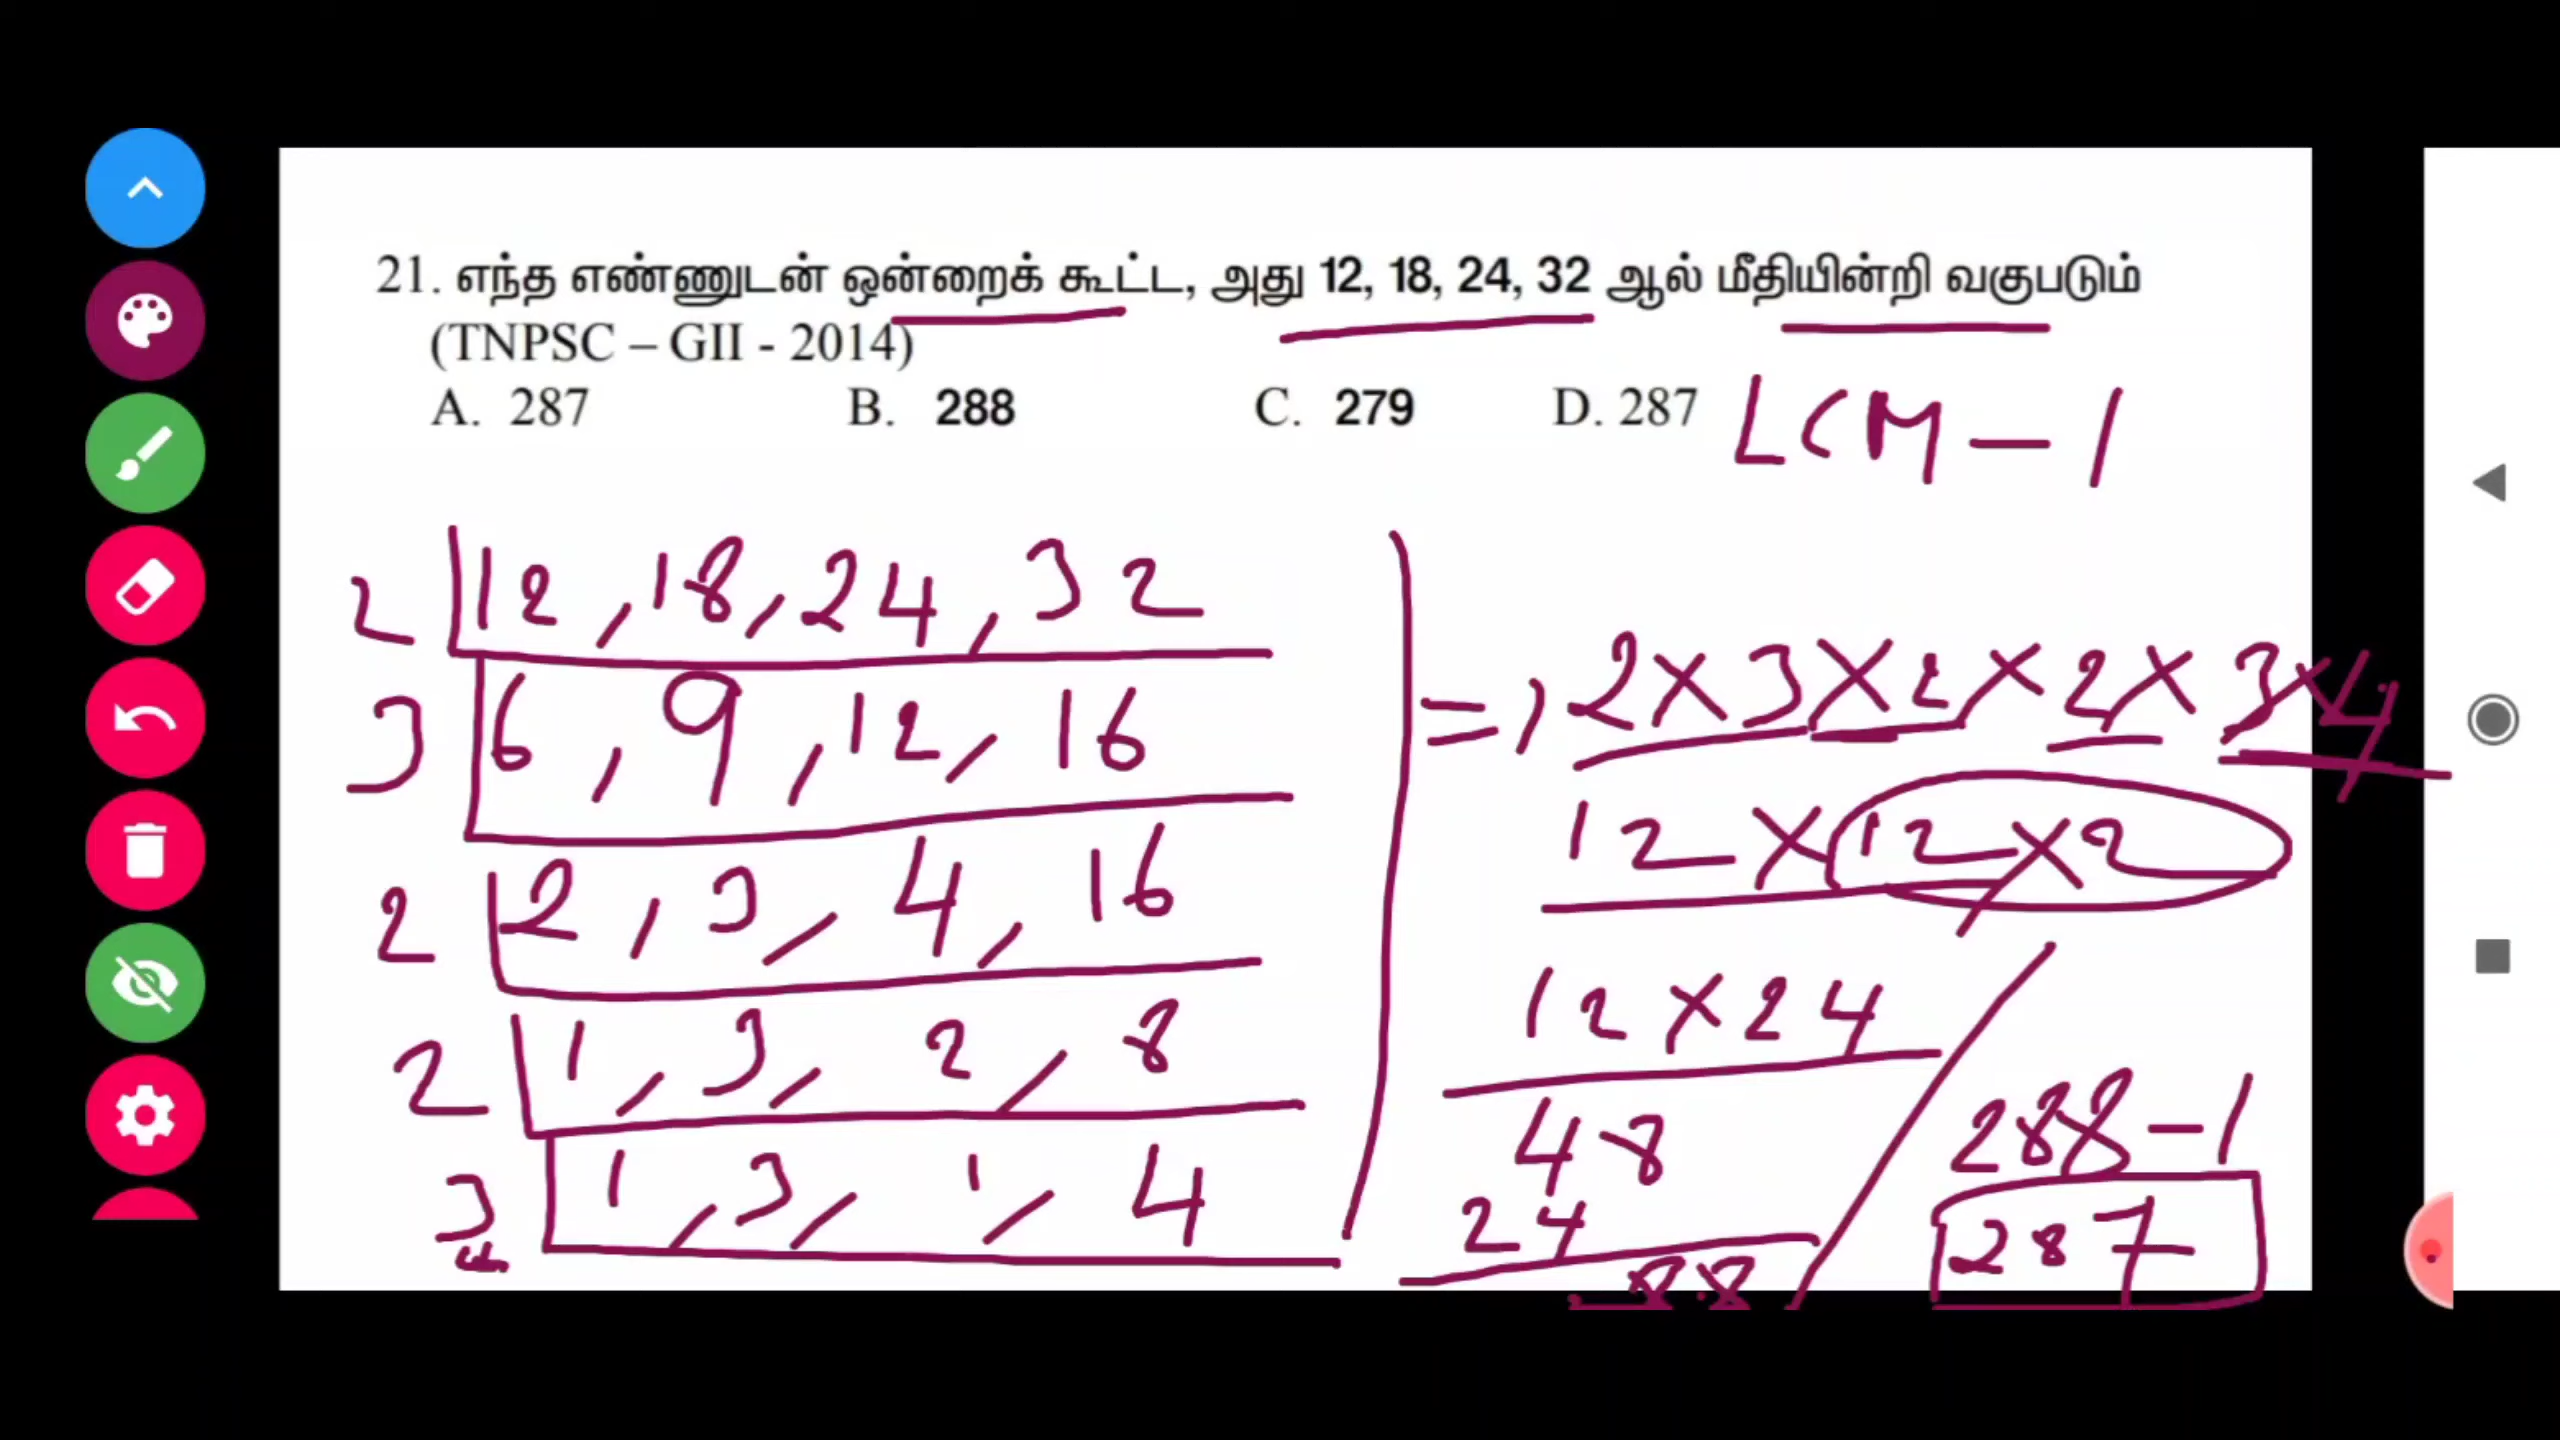 21. எந்த எண்ணுடன் ஒன்றைக் கூட்ட, அது 12, 18, 24, 32 ஆல் மீதியின்றி வகுபடும்
(TNPSC – GII - 2014)
A. 287 B. 288 C. 279 D. 287
LCM - 1
2 | 12, 18, 24, 32
3 | 6, 9, 12, 16
2 | 2, 3, 4, 16
2 | 1, 3, 2, 8
3 | 1, 3, 1, 4
4
=) 2 × 3 × 2 × 2 × 3 × 4
12 × 12 × 2
12 × 24
48
24
288
288 - 1
287